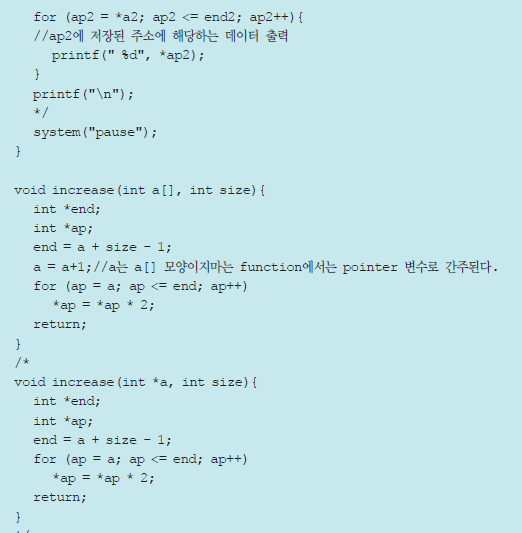 for (ap2 = *a2; ap2 <= end2; ap2++){
//ap2에 저장된 주소에 해당하는 데이터 출력
printf(" %d", *ap2);
}
printf("\n");
*/
system("pause");
}
void increase(int a[], int size){
int *end;
int *ap;
end = a + size - 1;
a = a+1;//a는 a[] 모양이지마는 function에서는 pointer 변수로 간주된다.
for (ap = a; ap <= end; ap++)
*ap = *ap * 2;
return;
}
/*
void increase(int *a, int size){
int *end;
int *ap;
end = a + size - 1;
for (ap = a; ap <= end; ap++)
*ap = *ap * 2;
return;
}